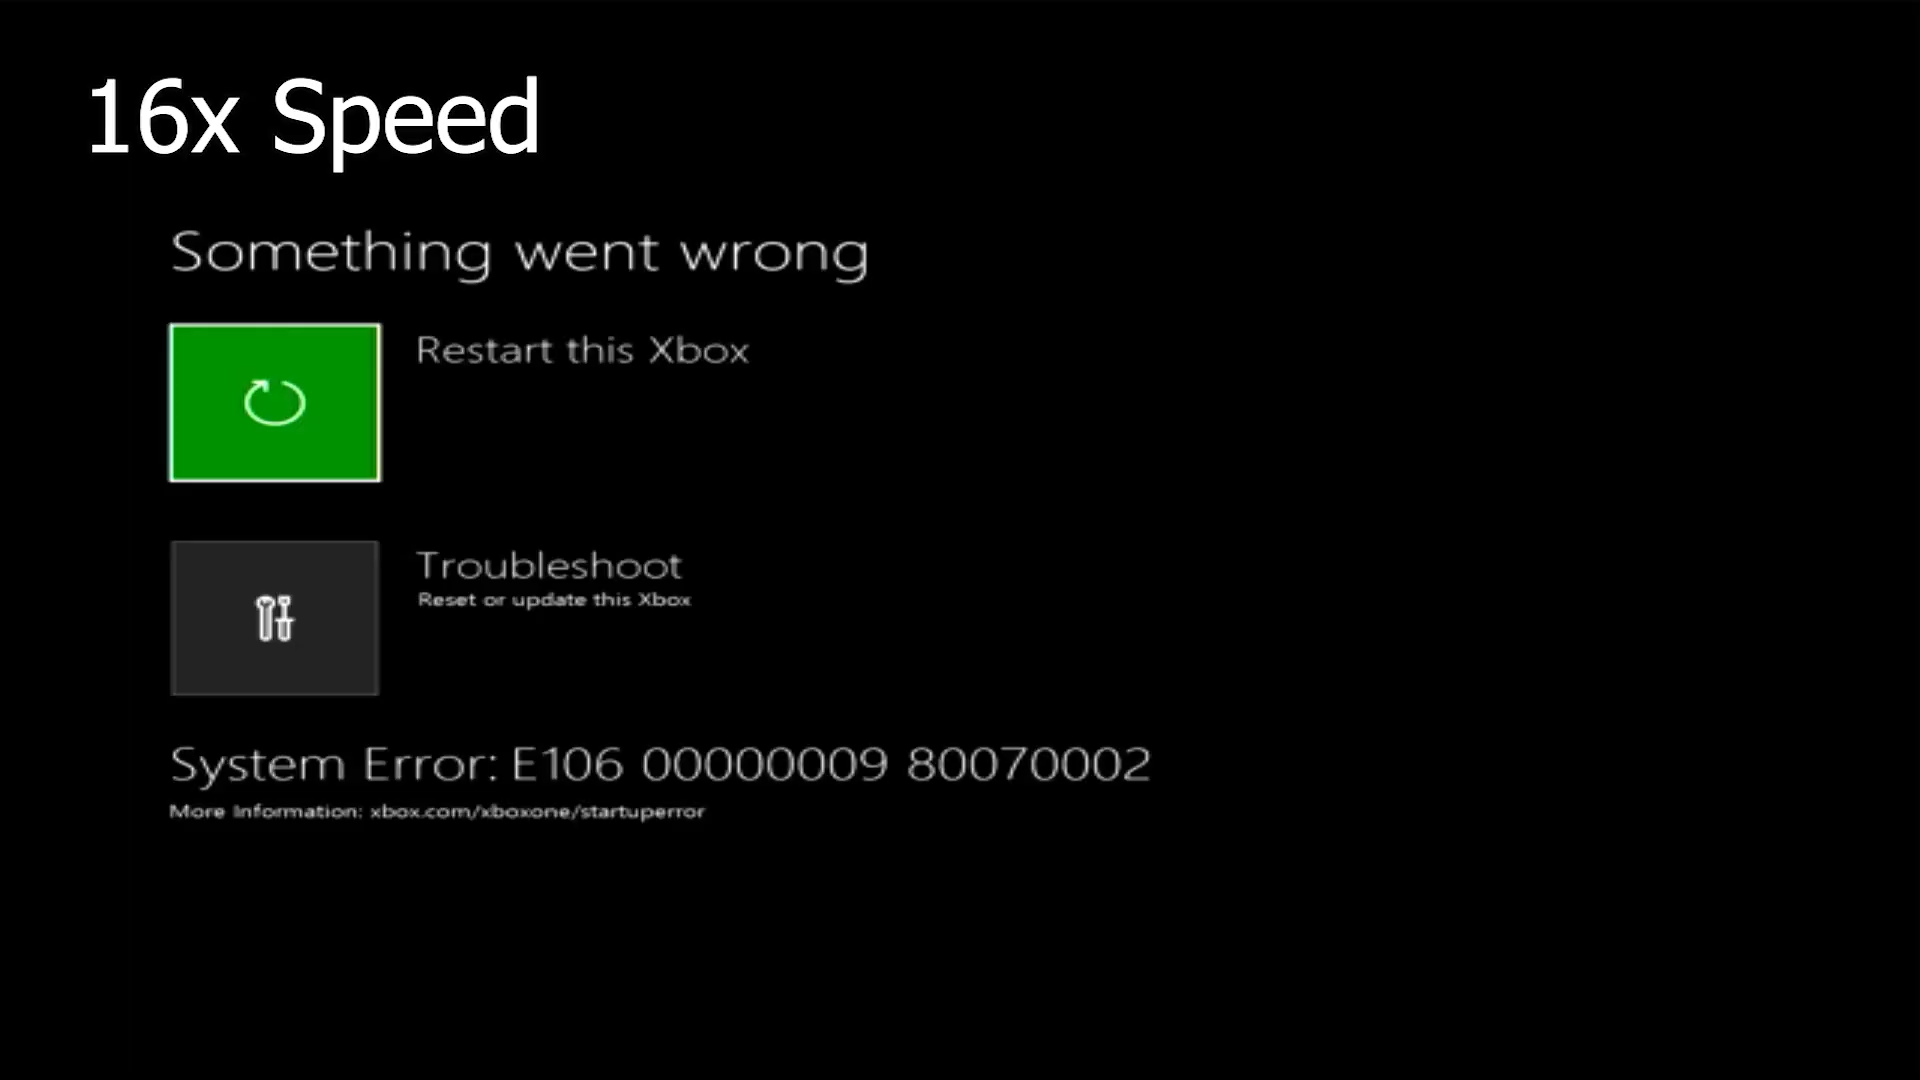 16x Speed
Something went wrong
Restart this Xbox
Troubleshoot
Reset or update this Xbox
System Error: E106 00000009 80070002
More Information: xbox.com/xboxone/startuperror